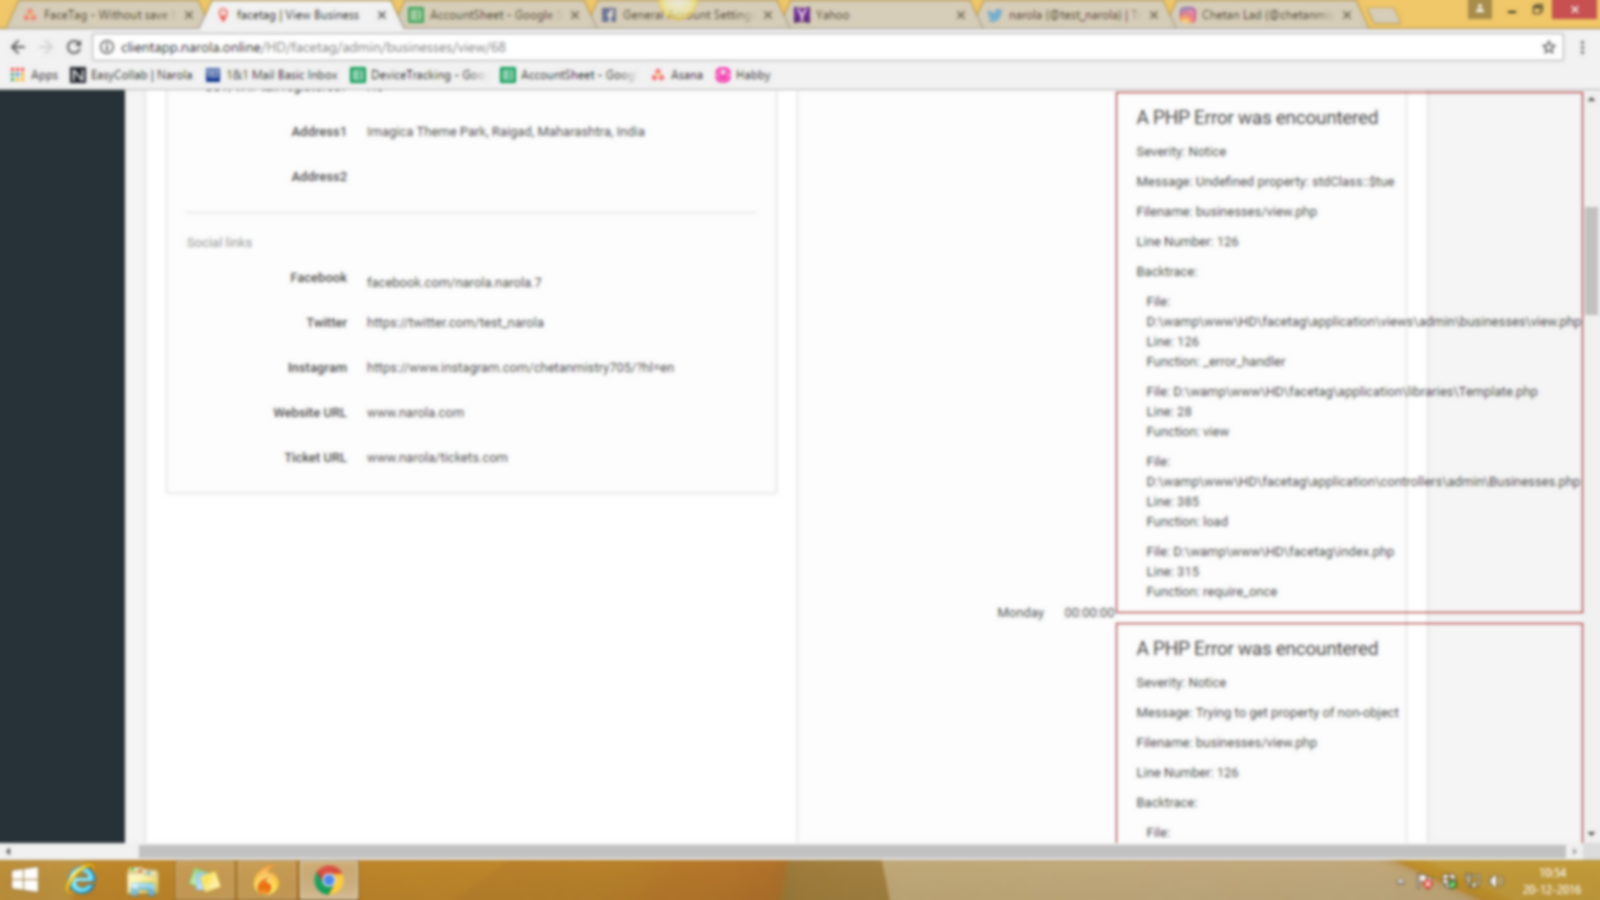 FaceTag - Without save
facetag | View Business
AccountSheet - Google
General Account Setting
Yahoo
narola (@test_narola) | T
Chetan Lad (@chetanmi
clientapp.narola.online/HD/facetag/admin/businesses/view/68
Apps
EasyCollab | Narola
1&1 Mail Basic Inbox
DeviceTracking - Goo
AccountSheet - Goog
Asana
Habby
Address1 Imagica Theme Park, Raigad, Maharashtra, India
Address2
Social links
Facebook facebook.com/narola.narola.7
Twitter https://twitter.com/test_narola
Instagram https://www.instagram.com/chetanmistry705/?hl=en
Website URL www.narola.com
Ticket URL www.narola/tickets.com
Monday 00:00:00
A PHP Error was encountered
Severity: Notice
Message: Undefined property: stdClass::$tue
Filename: businesses/view.php
Line Number: 126
Backtrace:
File:
D:\wamp\www\HD\facetag\application\views\admin\businesses\view.php
Line: 126
Function: _error_handler
File: D:\wamp\www\HD\facetag\application\libraries\Template.php
Line: 28
Function: view
File:
D:\wamp\www\HD\facetag\application\controllers\admin\Businesses.php
Line: 385
Function: load
File: D:\wamp\www\HD\facetag\index.php
Line: 315
Function: require_once
A PHP Error was encountered
Severity: Notice
Message: Trying to get property of non-object
Filename: businesses/view.php
Line Number: 126
Backtrace:
File:
10:54
20-12-2016